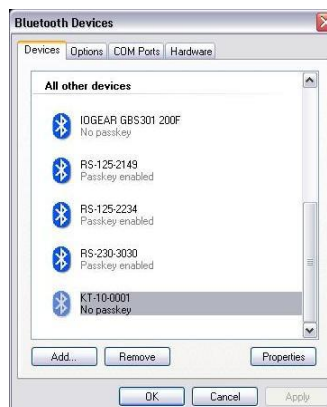 Bluetooth Devices
Devices Options COM Ports Hardware
All other devices
IOGEAR GBS301 200F
No passkey
RS-125-2149
Passkey enabled
RS-125-2234
Passkey enabled
RS-230-3030
Passkey enabled
KT-10-0001
No passkey
Add... Remove Properties
OK Cancel Apply